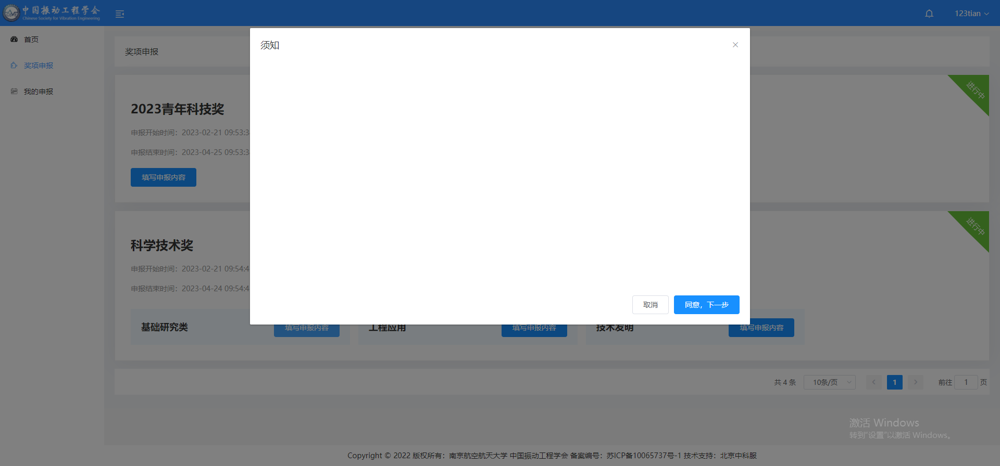 中国振动工程学会
Chinese Society for Vibration Engineering
123tian
首页
奖项申报
我的申报
奖项申报
须知
进行中
2023青年科技奖
申报开始时间：2023-02-21 09:53:3
申报结束时间：2023-04-25 09:53:3
填写申报内容
进行中
科学技术奖
申报开始时间：2023-02-21 09:54:4
申报结束时间：2023-04-24 09:54:4
取消 同意，下一步
基础研究类 填写申报内容 工程应用 填写申报内容 技术发明 填写申报内容
共 4 条 10条/页 1 前往 1 页
激活 Windows
转到"设置"以激活 Windows。
Copyright © 2022 版权所有：南京航空航天大学 中国振动工程学会 备案编号：苏ICP备10065737号-1 技术支持：北京中科服